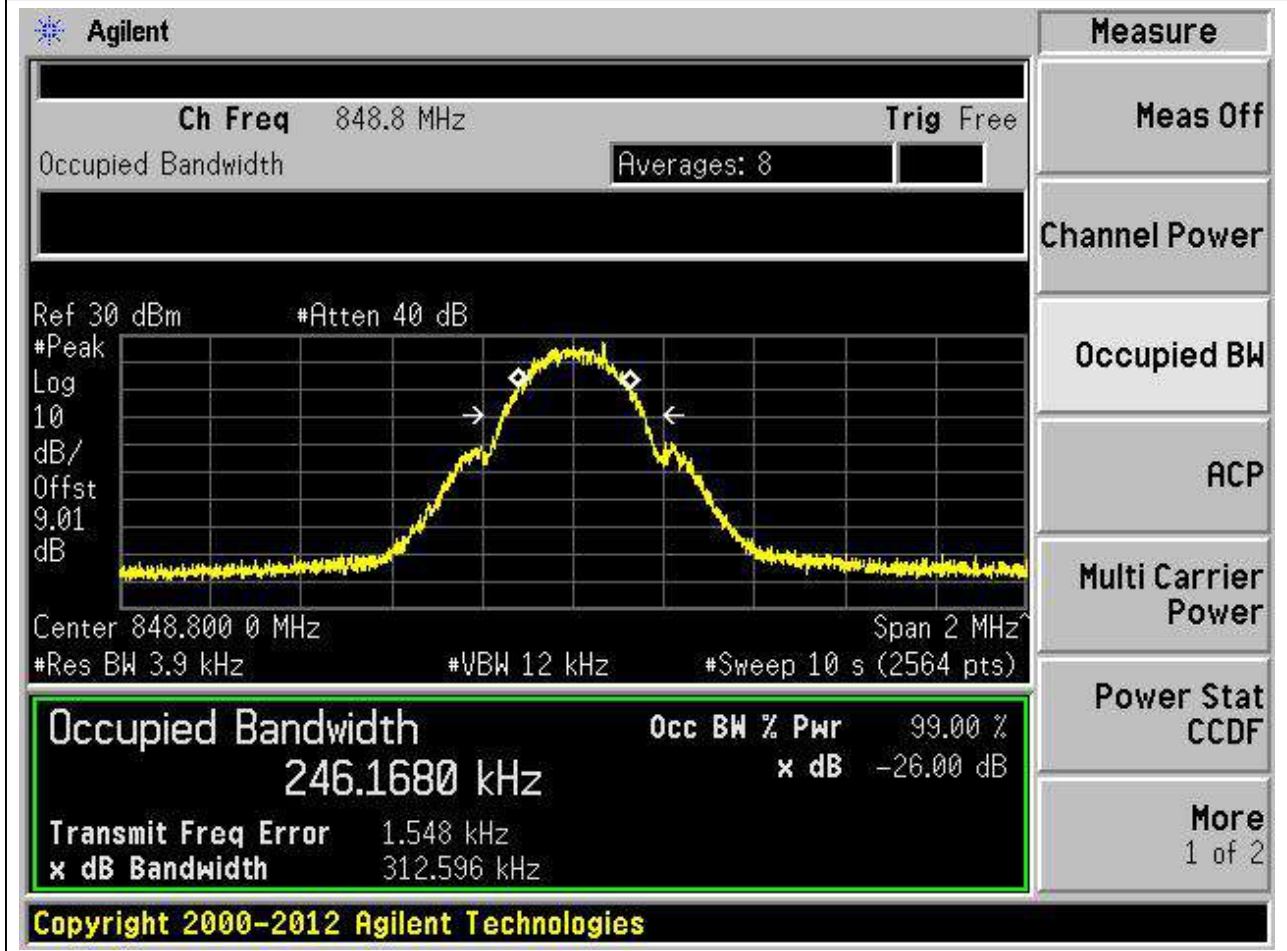 Agilent
Measure
Ch Freq 848.8 MHz Trig Free
Occupied Bandwidth Averages: 8
Meas Off
Channel Power
Occupied BW
ACP
Multi Carrier
Power
Power Stat
CCDF
More
1 of 2
Ref 30 dBm #Atten 40 dB
#Peak
Log
10
dB/
Offst
9.01
dB
Center 848.800 0 MHz Span 2 MHz^
#Res BW 3.9 kHz #VBW 12 kHz #Sweep 10 s (2564 pts)
Occupied Bandwidth Occ BW % Pwr 99.00 %
246.1680 kHz x dB -26.00 dB
Transmit Freq Error 1.548 kHz
x dB Bandwidth 312.596 kHz
Copyright 2000-2012 Agilent Technologies